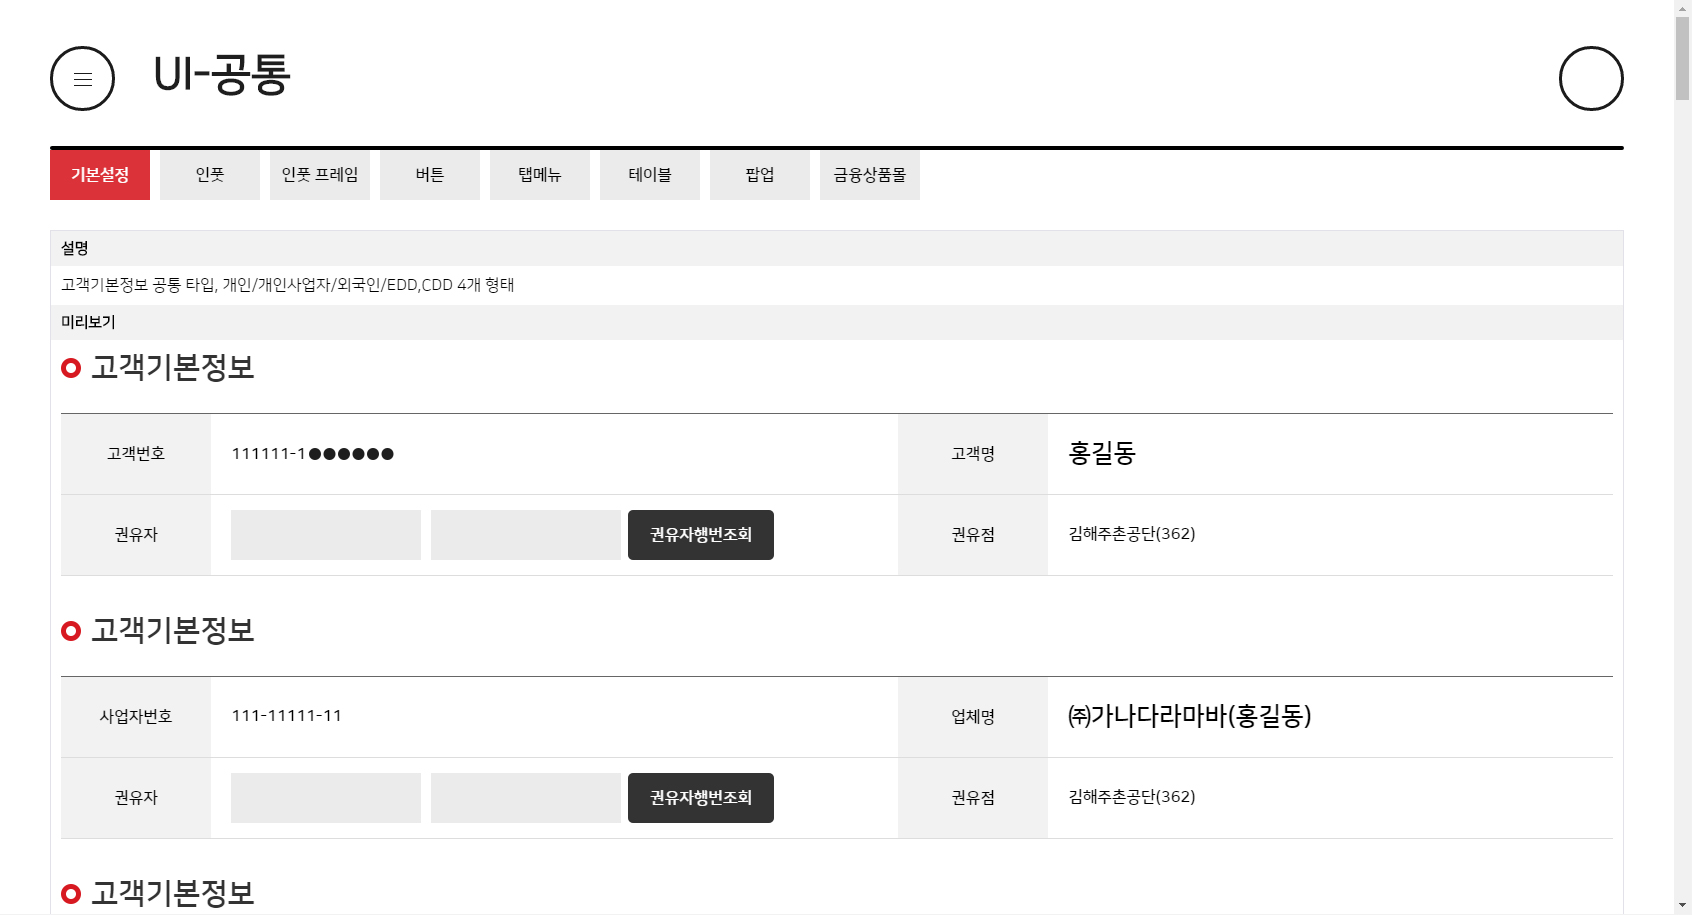 UI-공통
기본설정 인풋 인풋 프레임 버튼 탭메뉴 테이블 팝업 금융상품몰
설명
고객기본정보 공통 타입, 개인/개인사업자/외국인/EDD,CDD 4개 형태
미리보기
고객기본정보
고객번호 111111-1●●●●●● 고객명 홍길동
권유자 권유자행번조회 권유점 김해주촌공단(362)
고객기본정보
사업자번호 111-11111-11 업체명 ㈜가나다라마바(홍길동)
권유자 권유자행번조회 권유점 김해주촌공단(362)
고객기본정보